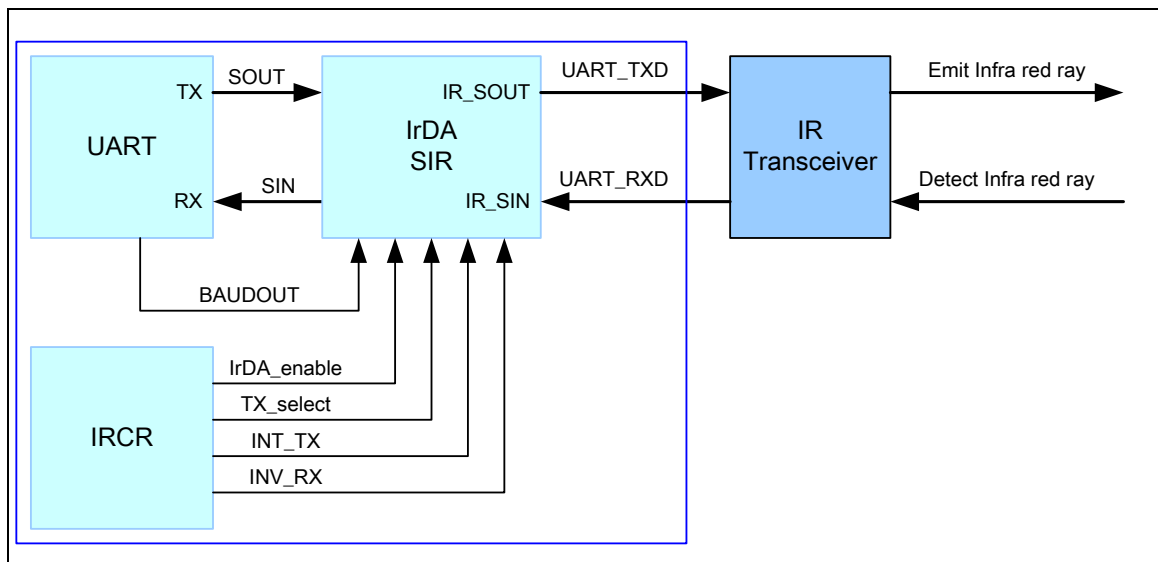 SOUT
UART_TXD
Emit Infra red ray
TX
IR_SOUT
UART
IrDA
SIR
IR
Transceiver
SIN
UART_RXD
Detect Infra red ray
RX
IR_SIN
BAUDOUT
IrDA_enable
TX_select
IRCR
INT_TX
INV_RX